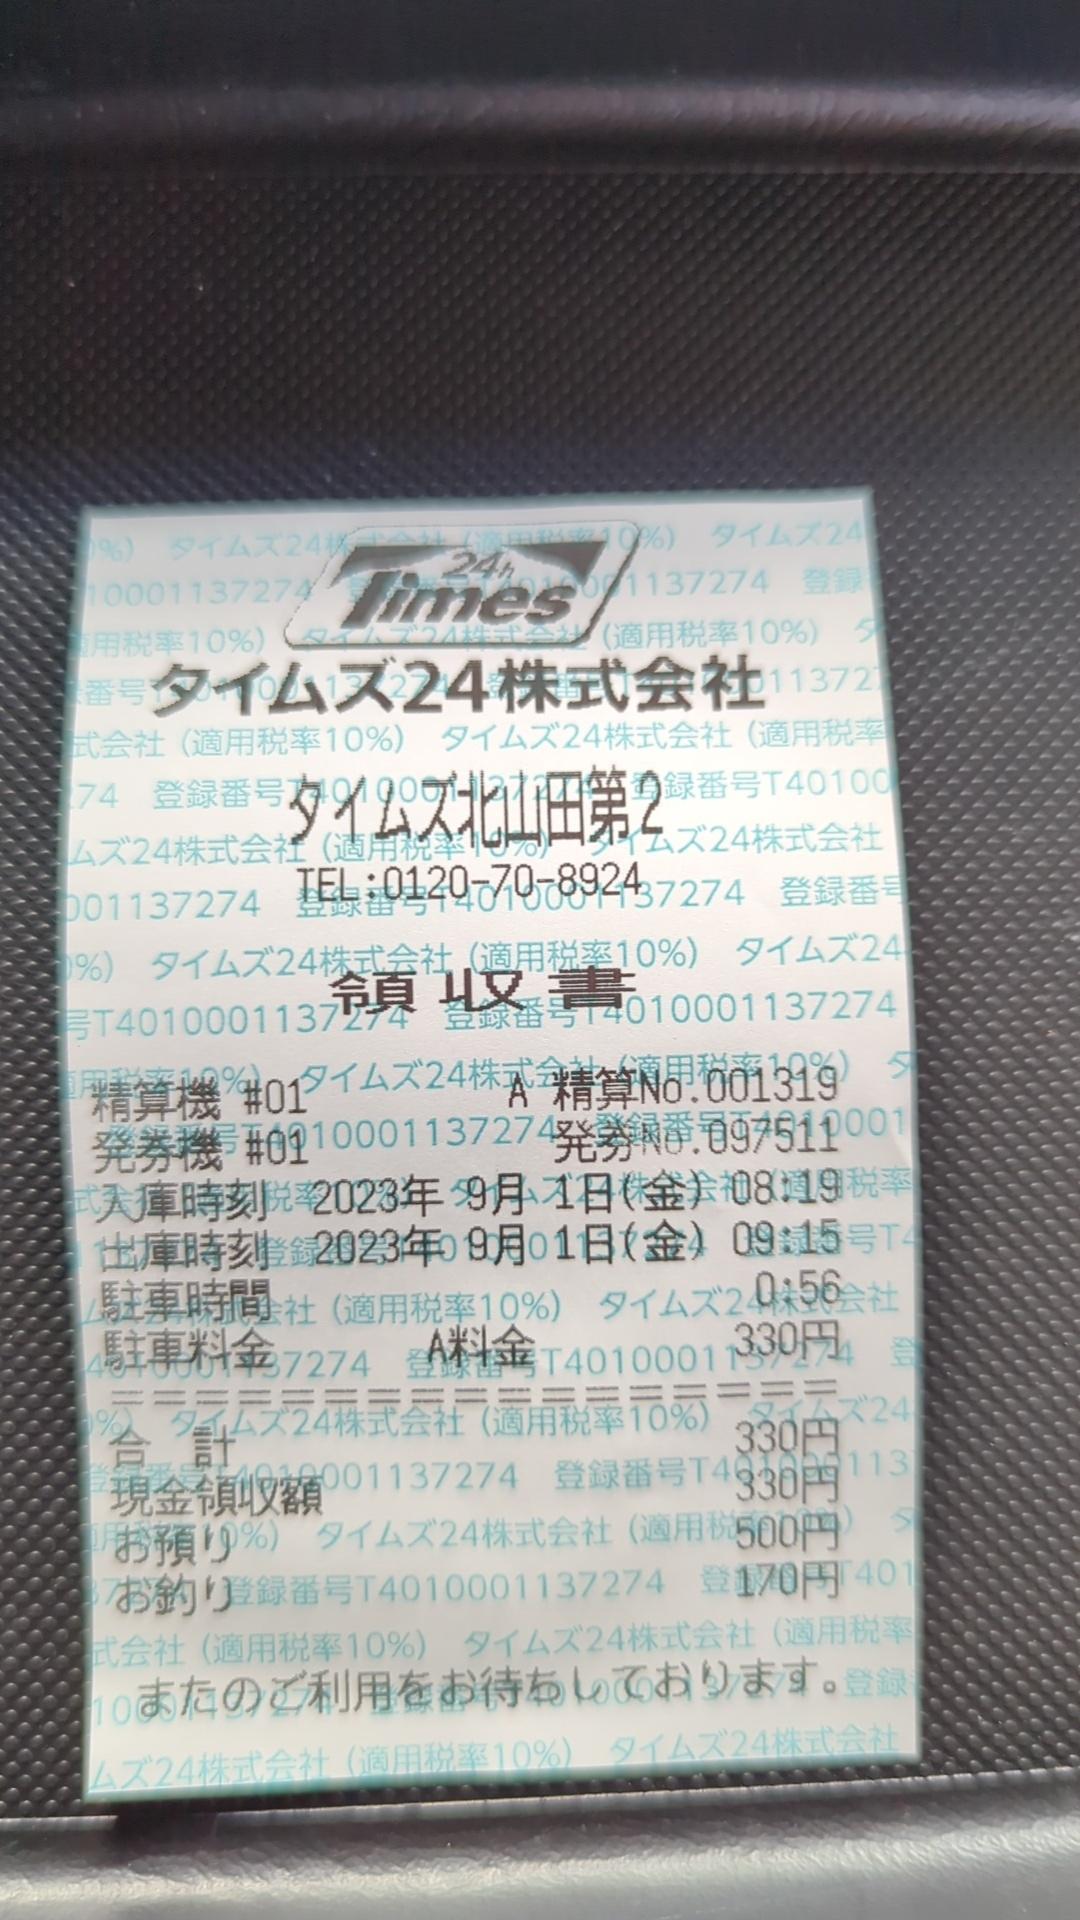 24h
Times
タイムズ24株式会社
タイムズ北山田第2
TEL:0120-70-8924
領収書
精算機 #01 A 精算No.001319
発券機 #01 発券No.097511
入庫時刻 2023年 9月 1日(金) 08:19
出庫時刻 2023年 9月 1日(金) 09:15
駐車時間 0:56
駐車料金 A料金 330円
合 計 330円
現金領収額 330円
お預り 500円
お釣り 170円
またのご利用をお待ちしております。
タイムズ24株式会社 (適用税率10%)
登録番号T4010001137274